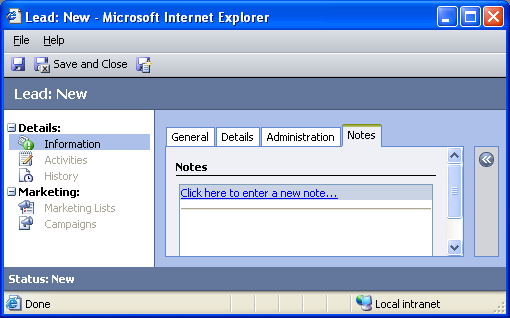 Lead: New - Microsoft Internet Explorer
File Help
Save and Close
Lead: New
Details:
Information
Activities
History
Marketing:
Marketing Lists
Campaigns
General Details Administration Notes
Notes
Click here to enter a new note...
Status: New
Done Local intranet